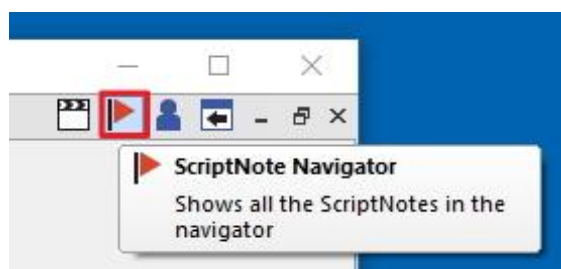 ScriptNote Navigator
Shows all the ScriptNotes in the
navigator